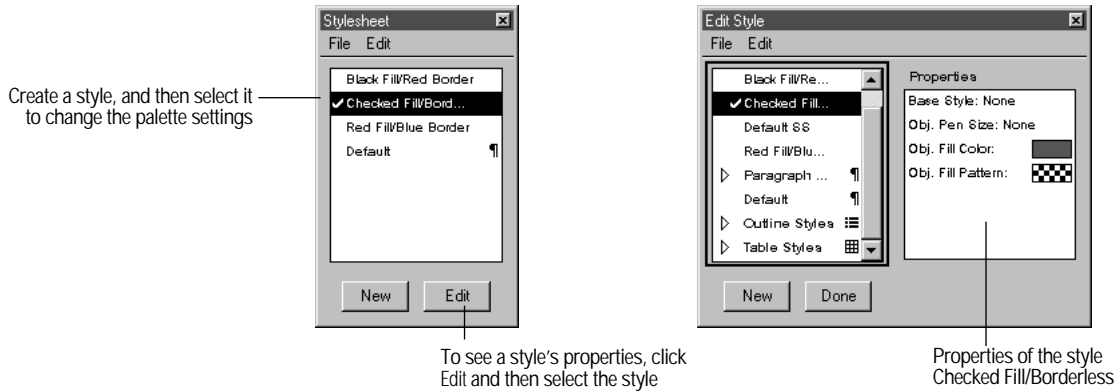 Stylesheet
File Edit
Black Fill/Red Border
Checked Fill/Bord...
Red Fill/Blue Border
Default ¶
New Edit
Create a style, and then select it
to change the palette settings
To see a style's properties, click
Edit and then select the style
Edit Style
File Edit
Black Fill/Re...
Checked Fill...
Default SS
Red Fill/Blu...
Paragraph ... ¶
Default ¶
Outline Styles
Table Styles
New Done
Properties
Base Style: None
Obj. Pen Size: None
Obj. Fill Color:
Obj. Fill Pattern:
Properties of the style
Checked Fill/Borderless